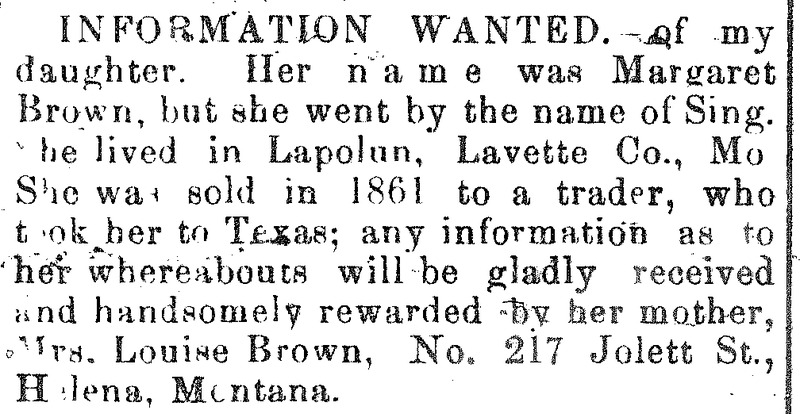 INFORMATION WANTED. of my
daughter. Her name was Margaret
Brown, but she went by the name of Sing.
he lived in Lapolun, Lavette Co., Mo
She was sold in 1861 to a trader, who
took her to Texas; any information as to
her whereabouts will be gladly received
and handsomely rewarded by her mother,
Mrs. Louise Brown, No. 217 Jolett St.,
Helena, Montana.